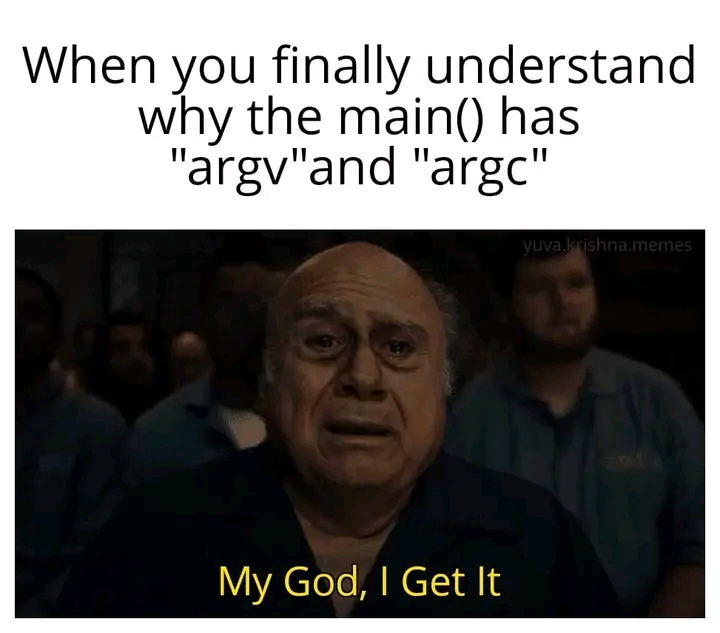 When you finally understand
why the main() has
"argv"and "argc"
yuva.krishna.memes
My God, I Get It